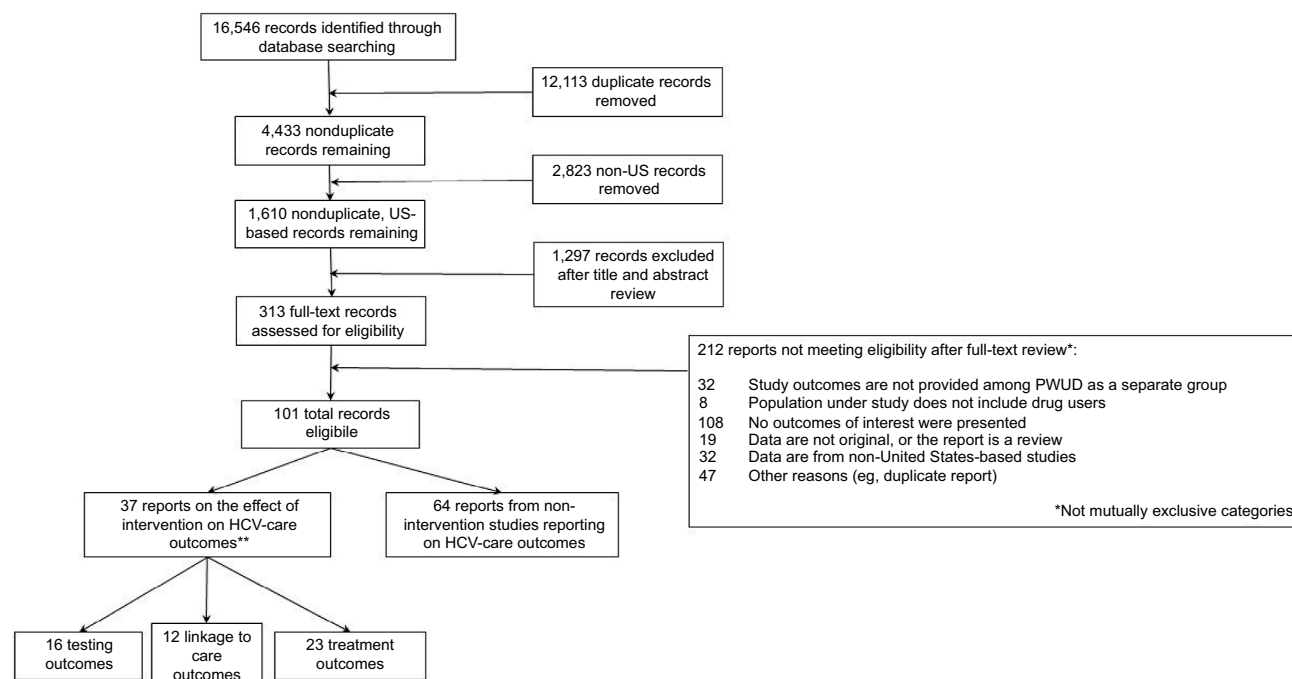 16,546 records identified through
database searching
12,113 duplicate records
removed
4,433 nonduplicate
records remaining
2,823 non-US records
removed
1,610 nonduplicate, US-
based records remaining
1,297 records excluded
after title and abstract
review
313 full-text records
assessed for eligibility
212 reports not meeting eligibility after full-text review*:
32 Study outcomes are not provided among PWUD as a separate group
8 Population under study does not include drug users
108 No outcomes of interest were presented
19 Data are not original, or the report is a review
32 Data are from non-United States-based studies
47 Other reasons (eg, duplicate report)
*Not mutually exclusive categories
101 total records
eligibile
37 reports on the effect of
intervention on HCV-care
outcomes**
64 reports from non-
intervention studies reporting
on HCV-care outcomes
16 testing
outcomes
12 linkage to
care
outcomes
23 treatment
outcomes